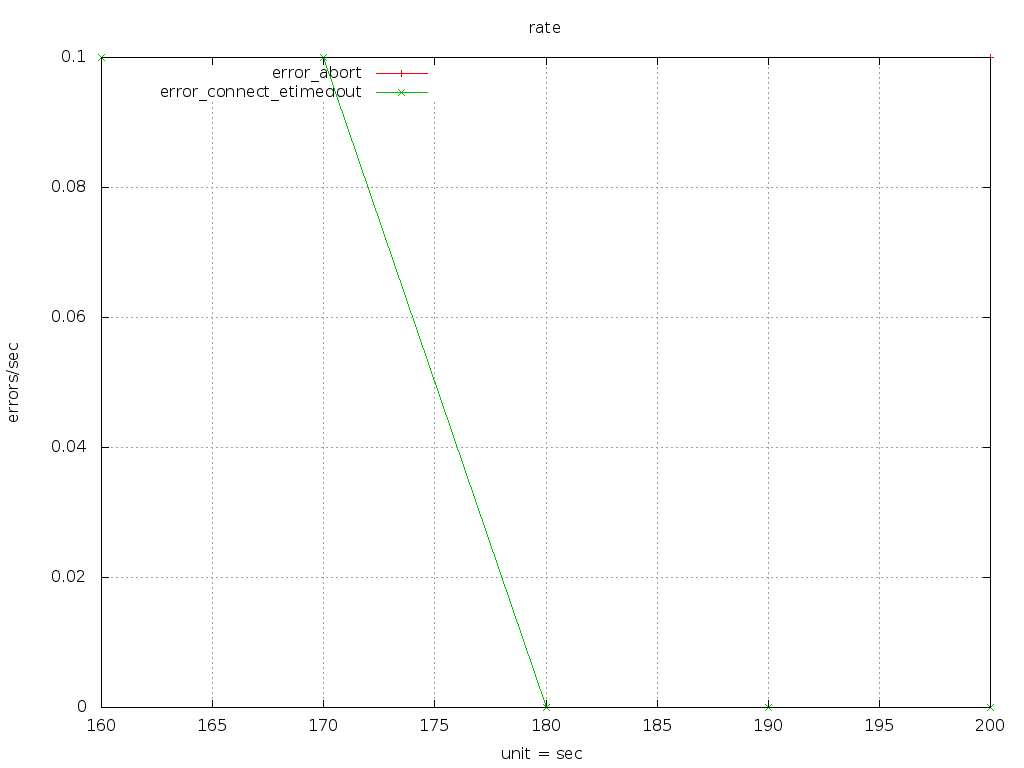 rate
0.1
error_abort
error_connect_etimedout
0.08
0.06
errors/sec
0.04
0.02
0
160 165 170 175 180 185 190 195 200
unit = sec